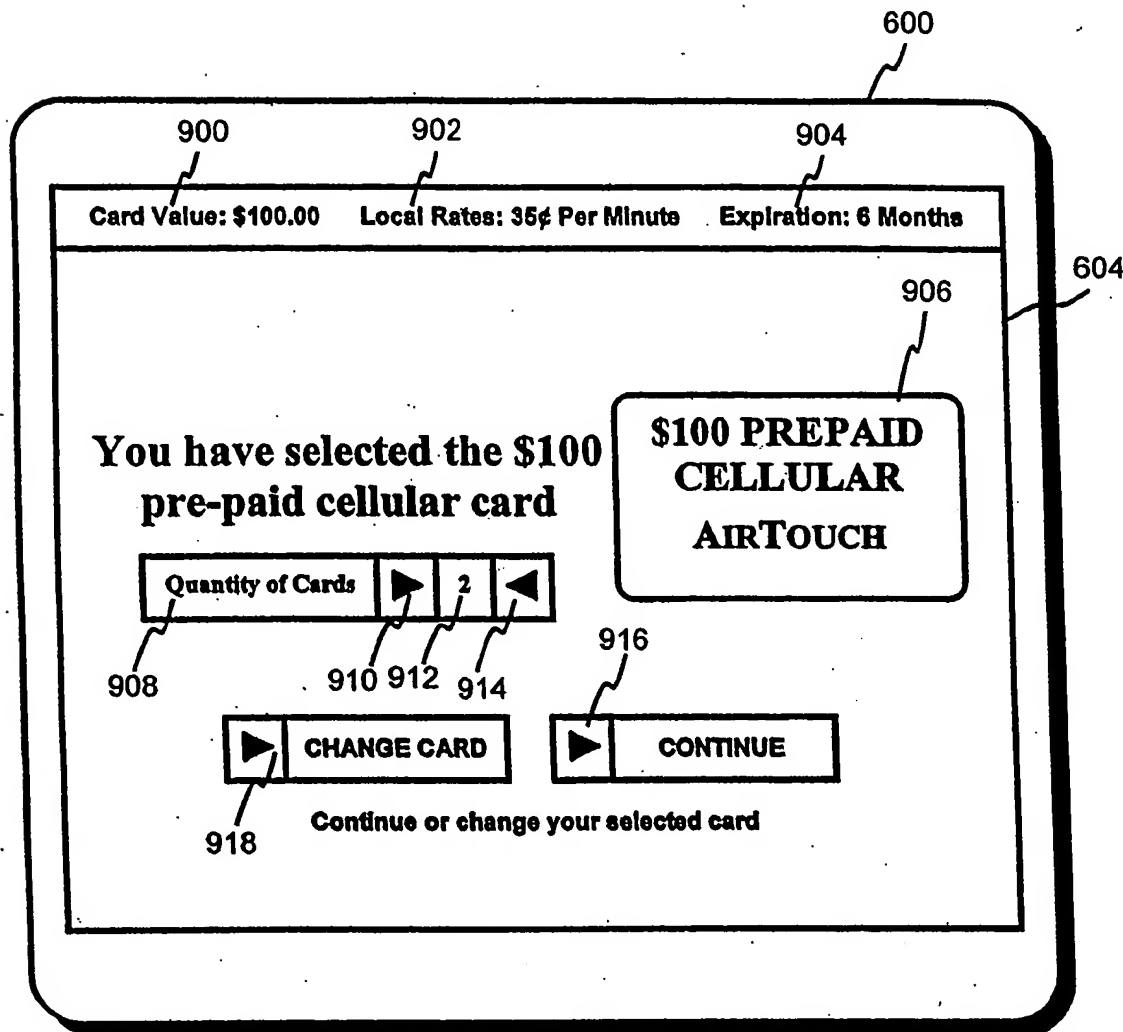 600
900 902 904
Card Value: $100.00 Local Rates: 35¢ Per Minute Expiration: 6 Months
604
906
You have selected the $100
pre-paid cellular card
$100 PREPAID
CELLULAR
AIRTOUCH
Quantity of Cards 2
908 910 912 914 916
CHANGE CARD CONTINUE
918
Continue or change your selected card